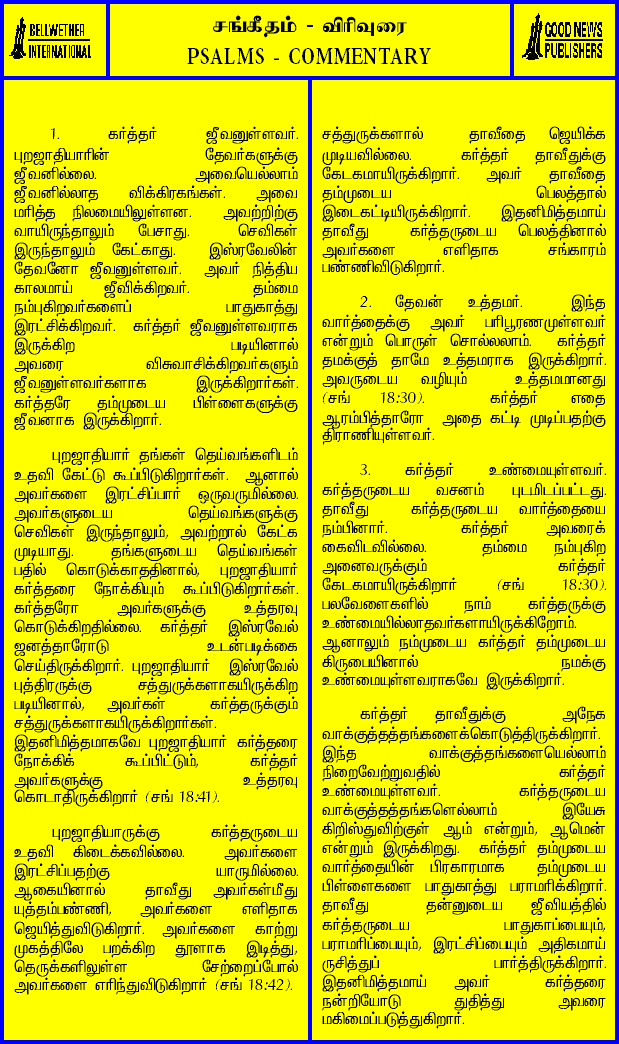 BELLWETHER
INTERNATIONAL
சங்கீதம் - விரிவுரை
PSALMS - COMMENTARY
GOOD NEWS
PUBLISHERS
1. கர்த்தர் ஜீவனுள்ளவர்.
புறஜாதியாரின் தேவர்களுக்கு
ஜீவனில்லை. அவையெல்லாம்
ஜீவனில்லாத விக்கிரகங்கள். அவை
மரித்த நிலமையிலுள்ளன. அவற்றிற்கு
வாயிருந்தாலும் பேசாது. செவிகள்
இருந்தாலும் கேட்காது. இஸ்ரவேலின்
தேவனோ ஜீவனுள்ளவர். அவர் நித்திய
காலமாய் ஜீவிக்கிறவர். தம்மை
நம்புகிறவர்களைப் பாதுகாத்து
இரட்சிக்கிறவர். கர்த்தர் ஜீவனுள்ளவராக
இருக்கிற படியினால்
அவரை விசுவாசிக்கிறவர்களும்
ஜீவனுள்ளவர்களாக இருக்கிறார்கள்.
கர்த்தரே தம்முடைய பிள்ளைகளுக்கு
ஜீவனாக இருக்கிறார்.
புறஜாதியார் தங்கள் தெய்வங்களிடம்
உதவி கேட்டு கூப்பிடுகிறார்கள். ஆனால்
அவர்களை இரட்சிப்பார் ஒருவருமில்லை.
அவர்களுடைய தெய்வங்களுக்கு
செவிகள் இருந்தாலும், அவற்றால் கேட்க
முடியாது. தங்களுடைய தெய்வங்கள்
பதில் கொடுக்காததினால், புறஜாதியார்
கர்த்தரை நோக்கியும் கூப்பிடுகிறார்கள்.
கர்த்தரோ அவர்களுக்கு உத்தரவு
கொடுக்கிறதில்லை. கர்த்தர் இஸ்ரவேல்
ஜனத்தாரோடு உடன்படிக்கை
செய்திருக்கிறார். புறஜாதியார் இஸ்ரவேல்
புத்திரருக்கு சத்துருக்களாகயிருக்கிற
படியினால், அவர்கள் கர்த்தருக்கும்
சத்துருக்களாகயிருக்கிறார்கள்.
இதனிமித்தமாகவே புறஜாதியார் கர்த்தரை
நோக்கிக் கூப்பிட்டும், கர்த்தர்
அவர்களுக்கு உத்தரவு
கொடாதிருக்கிறார் (சங் 18:41).
புறஜாதியாருக்கு கர்த்தருடைய
உதவி கிடைக்கவில்லை. அவர்களை
இரட்சிப்பதற்கு யாருமில்லை.
ஆகையினால் தாவீது அவர்கள்மீது
யுத்தம்பண்ணி, அவர்களை எளிதாக
ஜெயித்துவிடுகிறார். அவர்களை காற்று
முகத்திலே பறக்கிற தூளாக இடித்து,
தெருக்களிலுள்ள சேற்றைப்போல்
அவர்களை எரிந்துவிடுகிறார் (சங் 18:42).
சத்துருக்களால் தாவீதை ஜெயிக்க
முடியவில்லை. கர்த்தர் தாவீதுக்கு
கேடகமாயிருக்கிறார். அவர் தாவீதை
தம்முடைய பெலத்தால்
இடைகட்டியிருக்கிறார். இதனிமித்தமாய்
தாவீது கர்த்தருடைய பெலத்தினால்
அவர்களை எளிதாக சங்காரம்
பண்ணிவிடுகிறார்.
2. தேவன் உத்தமர். இந்த
வார்த்தைக்கு அவர் பரிபூரணமுள்ளவர்
என்றும் பொருள் சொல்லலாம். கர்த்தர்
தமக்குத் தாமே உத்தமராக இருக்கிறார்.
அவருடைய வழியும் உத்தமமானது
(சங் 18:30). கர்த்தர் எதை
ஆரம்பித்தாரோ அதை கட்டி முடிப்பதற்கு
திராணியுள்ளவர்.
3. கர்த்தர் உண்மையுள்ளவர்.
கர்த்தருடைய வசனம் புடமிடப்பட்டது.
தாவீது கர்த்தருடைய வார்த்தையை
நம்பினார். கர்த்தர் அவரைக்
கைவிடவில்லை. தம்மை நம்புகிற
அனைவருக்கும் கர்த்தர்
கேடகமாயிருக்கிறார் (சங் 18:30).
பலவேளைகளில் நாம் கர்த்தருக்கு
உண்மையில்லாதவர்களாயிருக்கிறோம்.
ஆனாலும் நம்முடைய கர்த்தர் தம்முடைய
கிருபையினால் நமக்கு
உண்மையுள்ளவராகவே இருக்கிறார்.
கர்த்தர் தாவீதுக்கு அநேக
வாக்குத்தத்தங்களைக்கொடுத்திருக்கிறார்.
இந்த வாக்குத்தங்களையெல்லாம்
நிறைவேற்றுவதில் கர்த்தர்
உண்மையுள்ளவர். கர்த்தருடைய
வாக்குத்தத்தங்களெல்லாம் இயேசு
கிறிஸ்துவிற்குள் ஆம் என்றும், ஆமென்
என்றும் இருக்கிறது. கர்த்தர் தம்முடைய
வார்த்தையின் பிரகாரமாக தம்முடைய
பிள்ளைகளை பாதுகாத்து பராமரிக்கிறார்.
தாவீது தன்னுடைய ஜீவியத்தில்
கர்த்தருடைய பாதுகாப்பையும்,
பராமரிப்பையும், இரட்சிப்பையும் அதிகமாய்
ருசித்துப் பார்த்திருக்கிறார்.
இதனிமித்தமாய் அவர் கர்த்தரை
நன்றியோடு துதித்து அவரை
மகிமைப்படுத்துகிறார்.